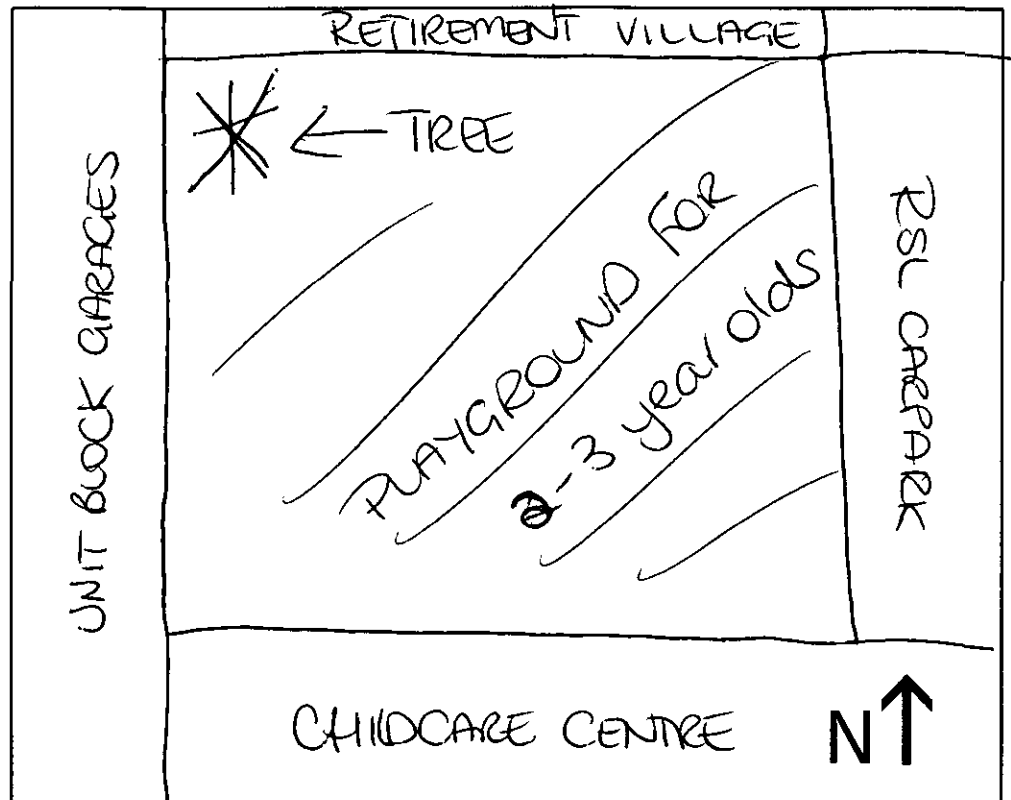 RETIREMENT VILLAGE
← TREE
UNIT BLOCK GARAGES
PLAYGROUND FOR
2-3 year olds
RSL CARPARK
CHILDCARE CENTRE
N↑